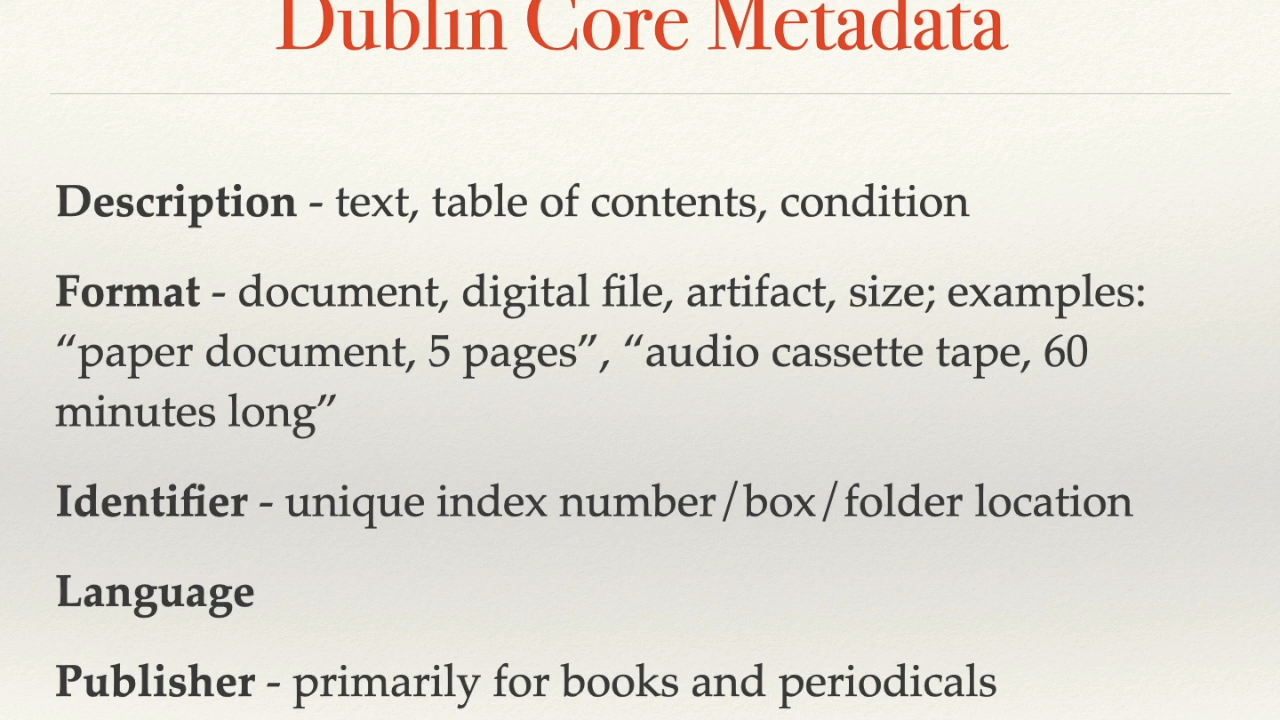 Dublin Core Metadata
Description - text, table of contents, condition
Format - document, digital file, artifact, size; examples:
“paper document, 5 pages”, “audio cassette tape, 60
minutes long”
Identifier - unique index number/box/folder location
Language
Publisher - primarily for books and periodicals